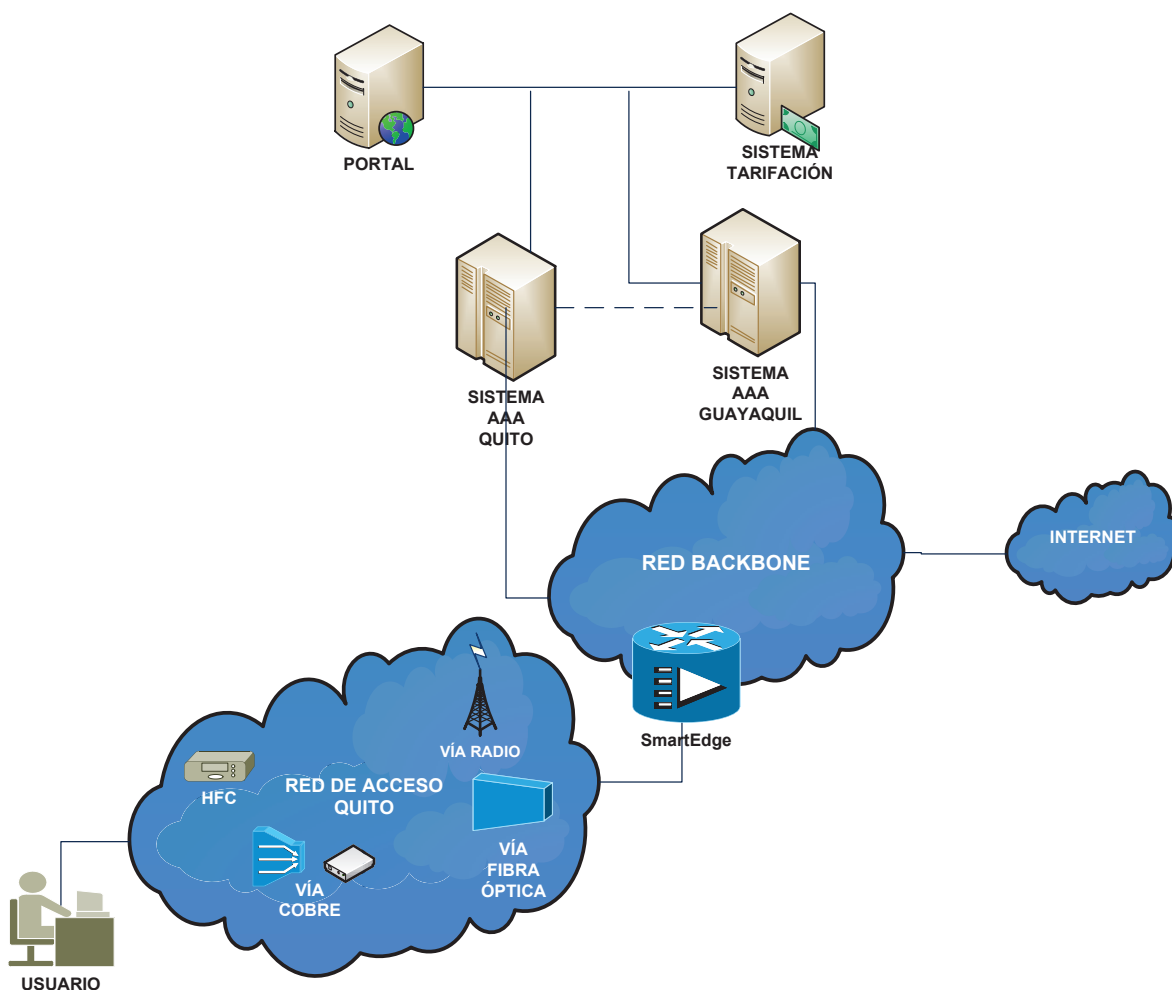 PORTAL
SISTEMA
TARIFACIÓN
SISTEMA
AAA
QUITO
SISTEMA
AAA
GUAYAQUIL
RED BACKBONE
INTERNET
SmartEdge
VÍA RADIO
HFC
RED DE ACCESO
QUITO
VÍA
FIBRA
ÓPTICA
VÍA
COBRE
USUARIO